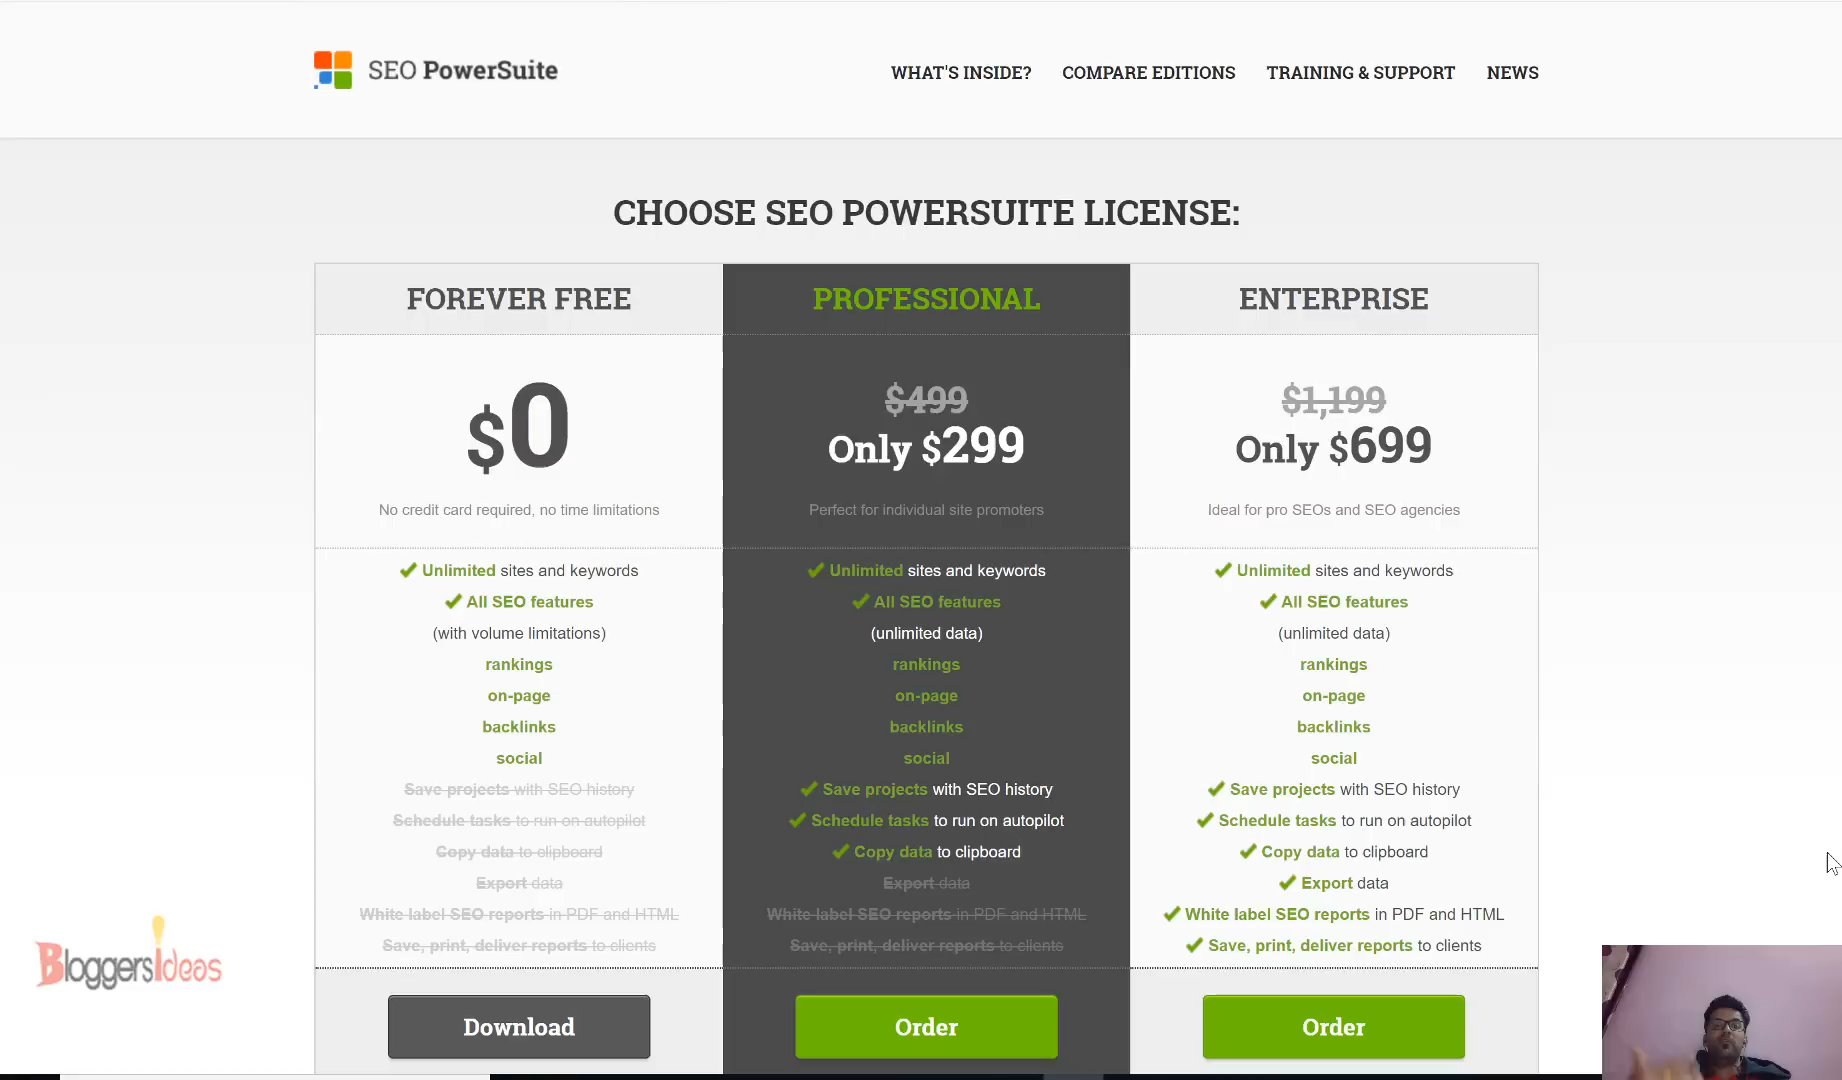 SEO PowerSuite
WHAT'S INSIDE? COMPARE EDITIONS TRAINING & SUPPORT NEWS
CHOOSE SEO POWERSUITE LICENSE:
FOREVER FREE
$0
No credit card required, no time limitations
Unlimited sites and keywords
All SEO features
(with volume limitations)
rankings
on-page
backlinks
social
Save projects with SEO history
Schedule tasks to run on autopilot
Copy data to clipboard
Export data
White label SEO reports in PDF and HTML
Save, print, deliver reports to clients
Download
PROFESSIONAL
$499
Only $299
Perfect for individual site promoters
Unlimited sites and keywords
All SEO features
(unlimited data)
rankings
on-page
backlinks
social
Save projects with SEO history
Schedule tasks to run on autopilot
Copy data to clipboard
Export data
White label SEO reports in PDF and HTML
Save, print, deliver reports to clients
Order
ENTERPRISE
$1,199
Only $699
Ideal for pro SEOs and SEO agencies
Unlimited sites and keywords
All SEO features
(unlimited data)
rankings
on-page
backlinks
social
Save projects with SEO history
Schedule tasks to run on autopilot
Copy data to clipboard
Export data
White label SEO reports in PDF and HTML
Save, print, deliver reports to clients
Order
BloggersIdeas